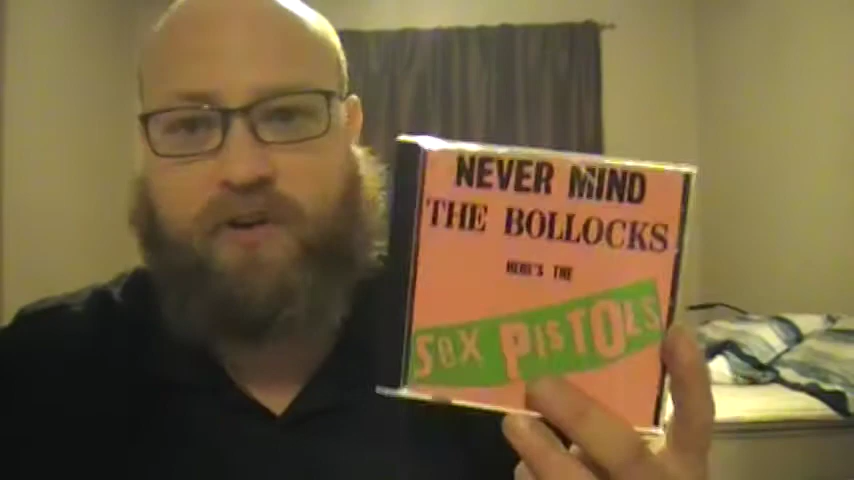 NEVER MIND
THE BOLLOCKS
HERE'S THE
SEX PISTOLS